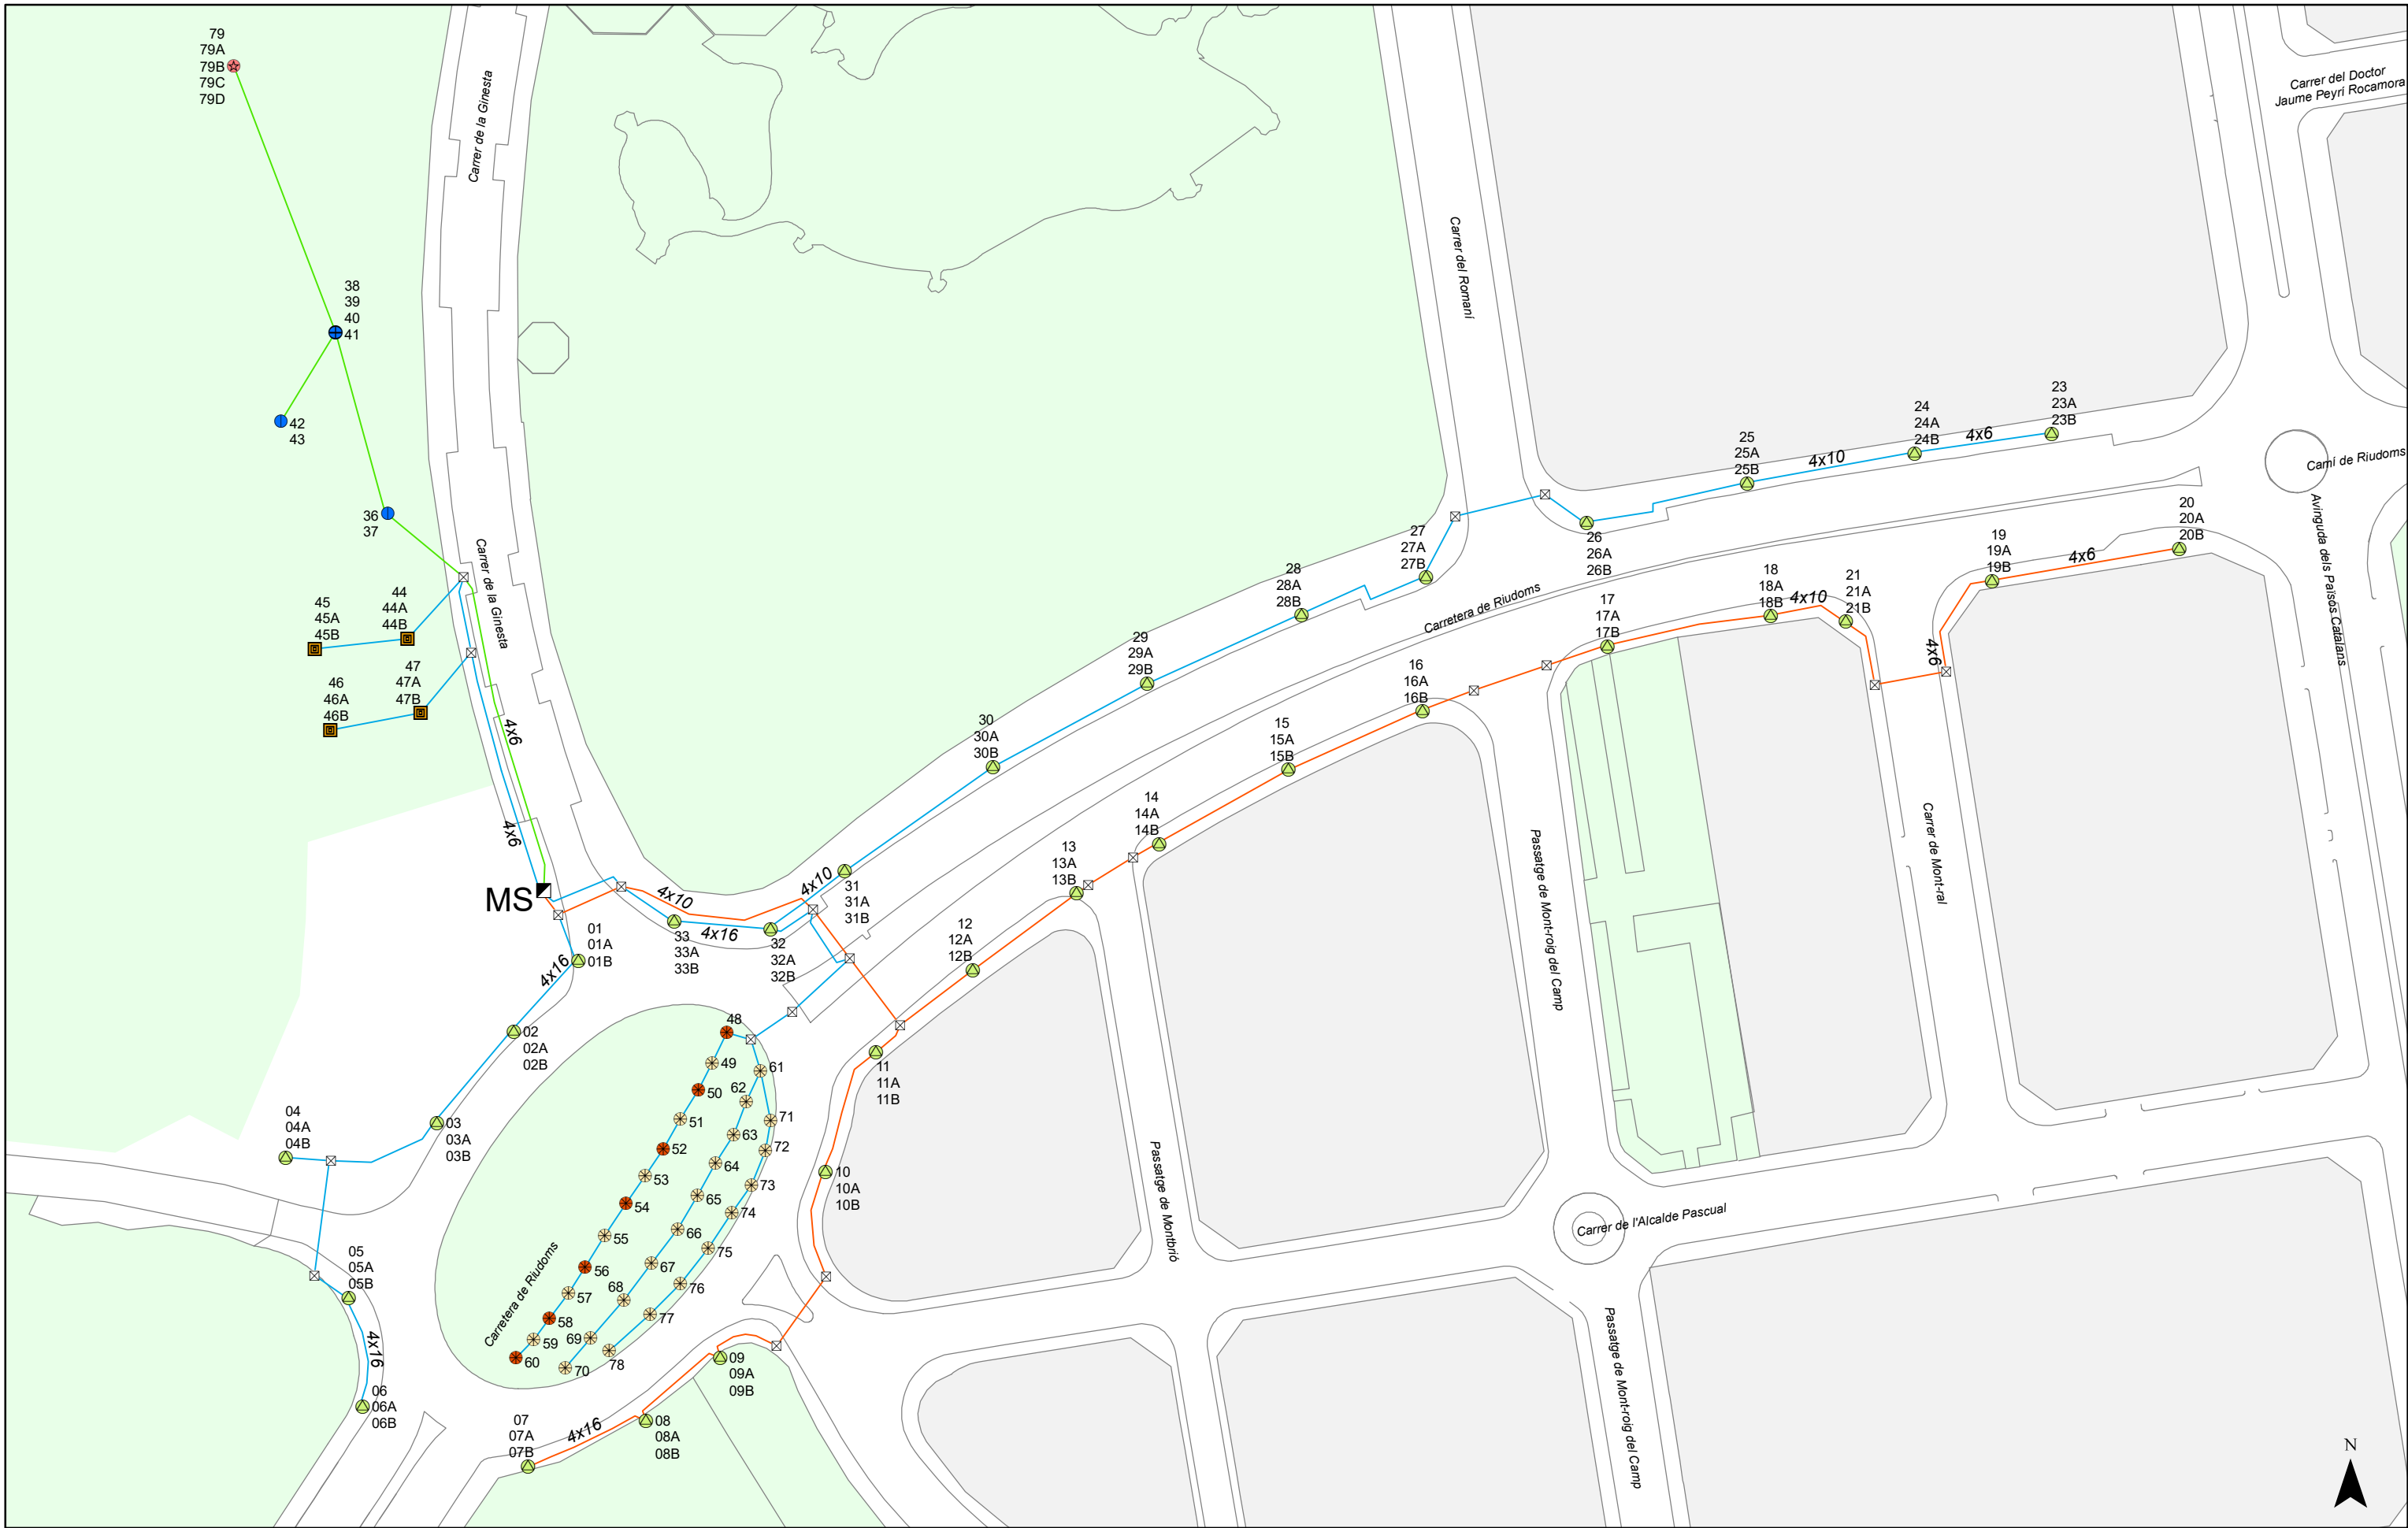 79
79A
79B
79C
79D
Carrer de la Ginesta
Carrer del Doctor
Jaume Peyrí Rocamora
38
39
40
41
Carrer del Romaní
42
43
36
37
Carrer de la Ginesta
23
23A
23B
24
24A
24B
4x6
25
25A
25B
4x10
Camí de Riudoms
Avinguda dels Països Catalans
20
20A
20B
26
26A
26B
27
27A
27B
19
19A
19B
4x6
28
28A
28B
Carretera de Riudoms
18
18A
18B
4x10
21
21A
21B
17
17A
17B
4x6
45
45A
45B
44
44A
44B
29
29A
29B
47
47A
47B
46
46A
46B
16
16A
16B
4x6
30
30A
30B
15
15A
15B
14
14A
14B
4x6
13
13A
13B
MS
4x10
4x10
31
31A
31B
Passatge de Mont-roig del Camp
Carrer de Mont-ral
01
01A
01B
33
33A
33B
4x16
32
32A
32B
12
12A
12B
4x16
02
02A
02B
48
49
61
11
11A
11B
50
62
51
71
63
04
04A
04B
03
03A
03B
52
72
64
53
73
10
10A
10B
65
54
74
66
55
75
Passatge de Montbrió
Carrer de l'Alcalde Pascual
05
05A
05B
Carretera de Riudoms
56
67
76
57
68
58
77
59
69
60
70
78
4x16
09
09A
09B
06
06A
06B
07
07A
07B
4x16
08
08A
08B
Passatge de Mont-roig del Camp
N